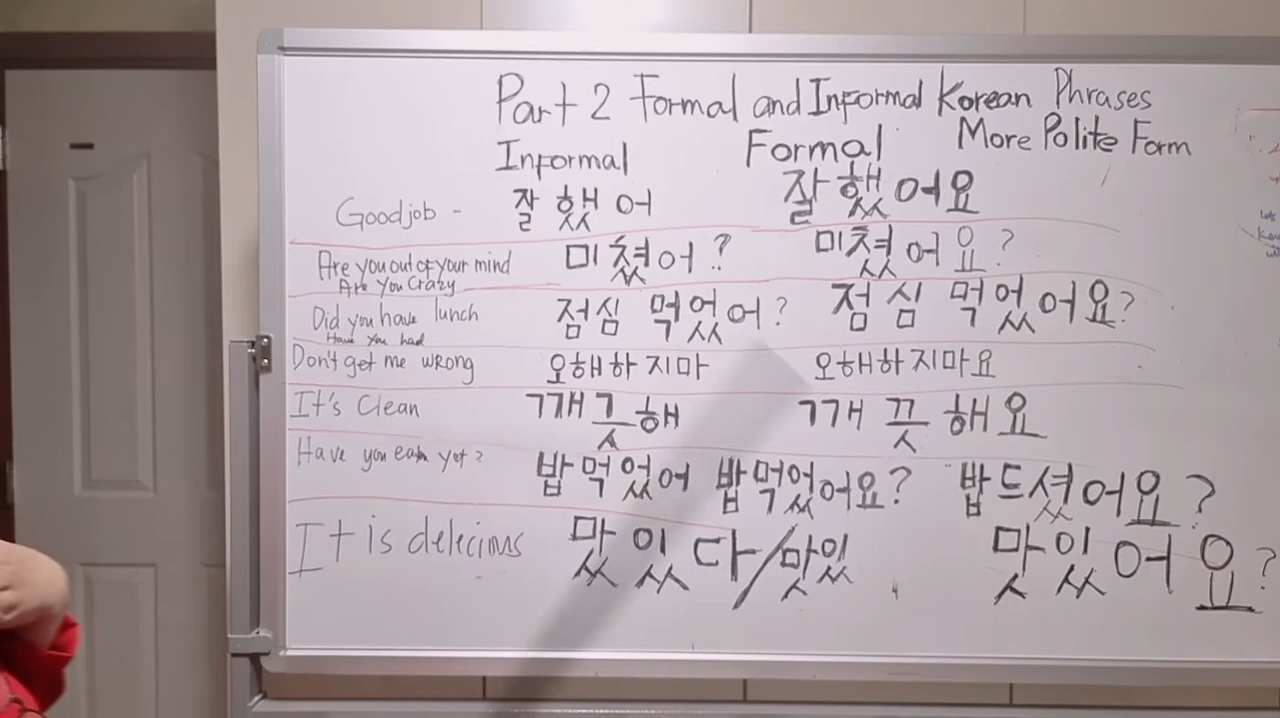 Part 2 Formal and Informal Korean Phrases
Informal Formal More Polite Form
Good job - 잘 했어 잘 했어요
Are you out of your mind 미쳤어? 미쳤어요?
Are You Crazy
Did you have lunch 점심 먹었어? 점심 먹었어요?
Have you had
Don't get me wrong 오해하지마 오해하지마요
It's Clean 깨끗해 깨끗해요
Have you eaten yet? 밥먹었어 밥먹었어요? 밥드셨어요?
It is delecious 맛있다/맛있 맛있어요?